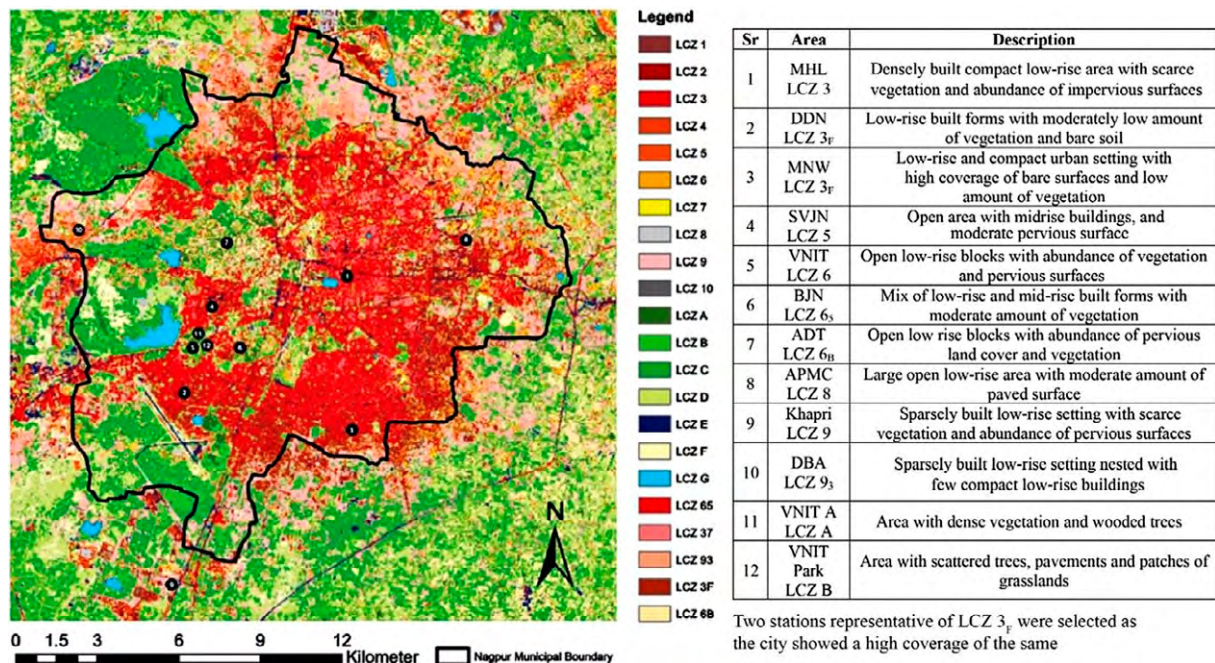 Legend
LCZ 1
LCZ 2
LCZ 3
LCZ 4
LCZ 5
LCZ 6
LCZ 7
LCZ 8
LCZ 9
LCZ 10
LCZ A
LCZ B
LCZ C
LCZ D
LCZ E
LCZ F
LCZ G
LCZ 65
LCZ 37
LCZ 93
LCZ 3F
LCZ 6B
N
0 1.5 3 6 9 12
Kilometer
Nagpur Municipal Boundary
Sr Area Description
1 MHL LCZ 3 Densely built compact low-rise area with scarce
vegetation and abundance of impervious surfaces
2 DDN LCZ 3F Low-rise built forms with moderately low amount
of vegetation and bare soil
3 MNW LCZ 3F Low-rise and compact urban setting with
high coverage of bare surfaces and low
amount of vegetation
4 SVJN LCZ 5 Open area with midrise buildings, and
moderate pervious surface
5 VNIT LCZ 6 Open low-rise blocks with abundance of vegetation
and pervious surfaces
6 BJN LCZ 65 Mix of low-rise and mid-rise built forms with
moderate amount of vegetation
7 ADT LCZ 6B Open low rise blocks with abundance of pervious
land cover and vegetation
8 APMC LCZ 8 Large open low-rise area with moderate amount of
paved surface
9 Khapri LCZ 9 Sparsely built low-rise setting with scarce
vegetation and abundance of pervious surfaces
10 DBA LCZ 93 Sparsely built low-rise setting nested with
few compact low-rise buildings
11 VNIT A LCZ A Area with dense vegetation and wooded trees
12 VNIT Park LCZ B Area with scattered trees, pavements and patches of
grasslands
Two stations representative of LCZ 3F were selected as
the city showed a high coverage of the same